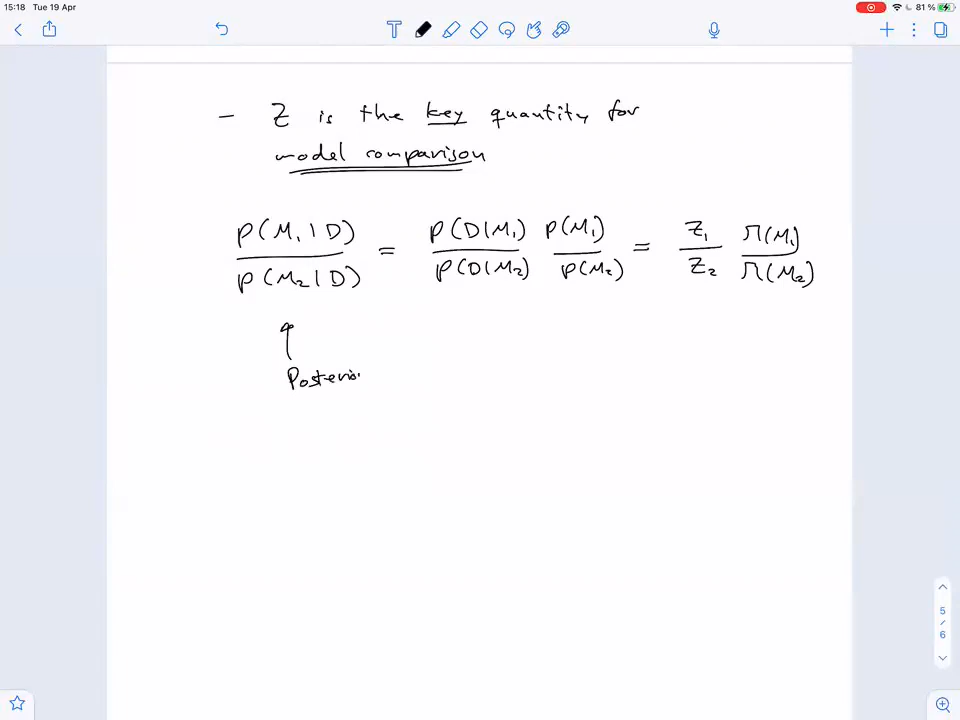 15:18 Tue 19 Apr
81 %
- Z is the key quantity for
model comparison
p(M₁|D) / p(M₂|D) = p(D|M₁) / p(D|M₂) p(M₁) / p(M₂) = Z₁ / Z₂ Π(M₁) / Π(M₂)
↑
Posterio
5
/
6